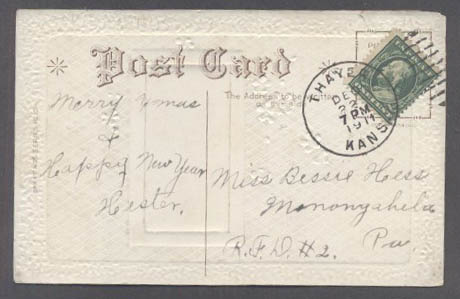 Post Card
The Address to be written
on this side
THAYER
DEC
22
7 PM
1911
KANS.
Merry Xmas
&
Happy New Year
Hester.
Miss Bessie Hess
Monongahela
R.F.D. #2. Pa